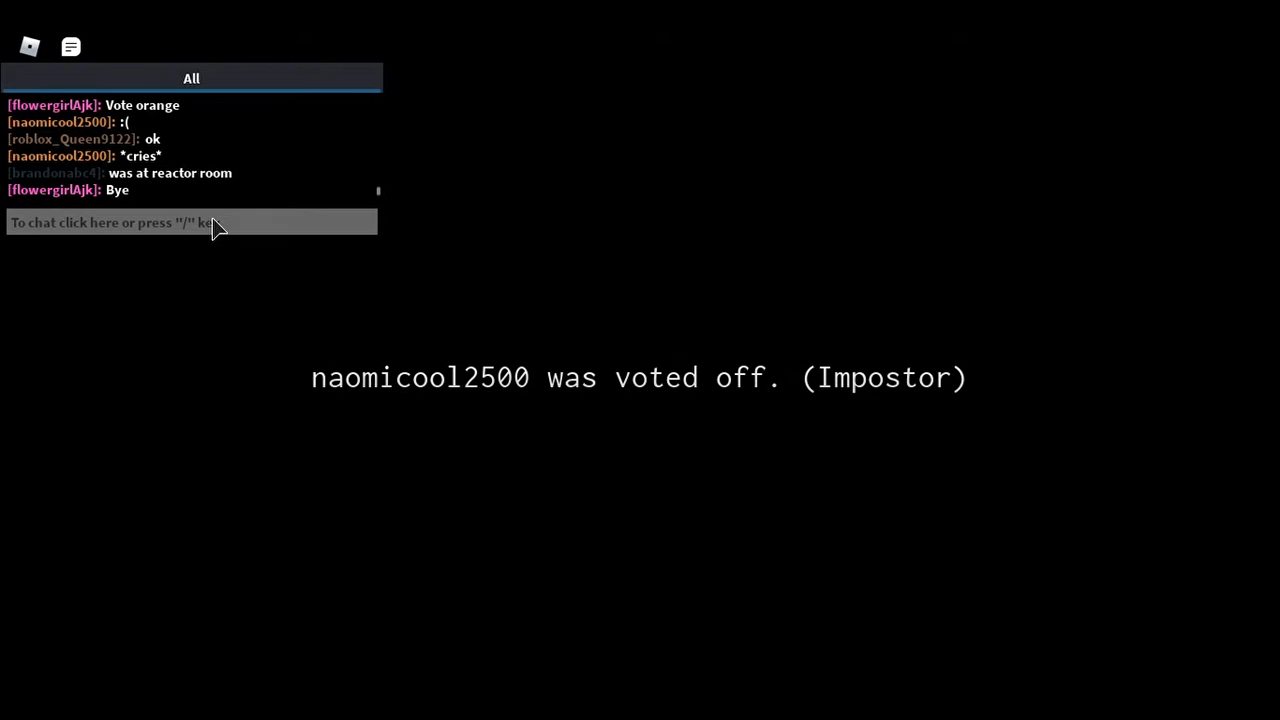 All
[flowergirlAjk]: Vote orange
[naomicool2500]: :(
[roblox_Queen9122]: ok
[naomicool2500]: *cries*
[brandonabc4]: was at reactor room
[flowergirlAjk]: Bye
To chat click here or press "/" key
naomicool2500 was voted off. (Impostor)